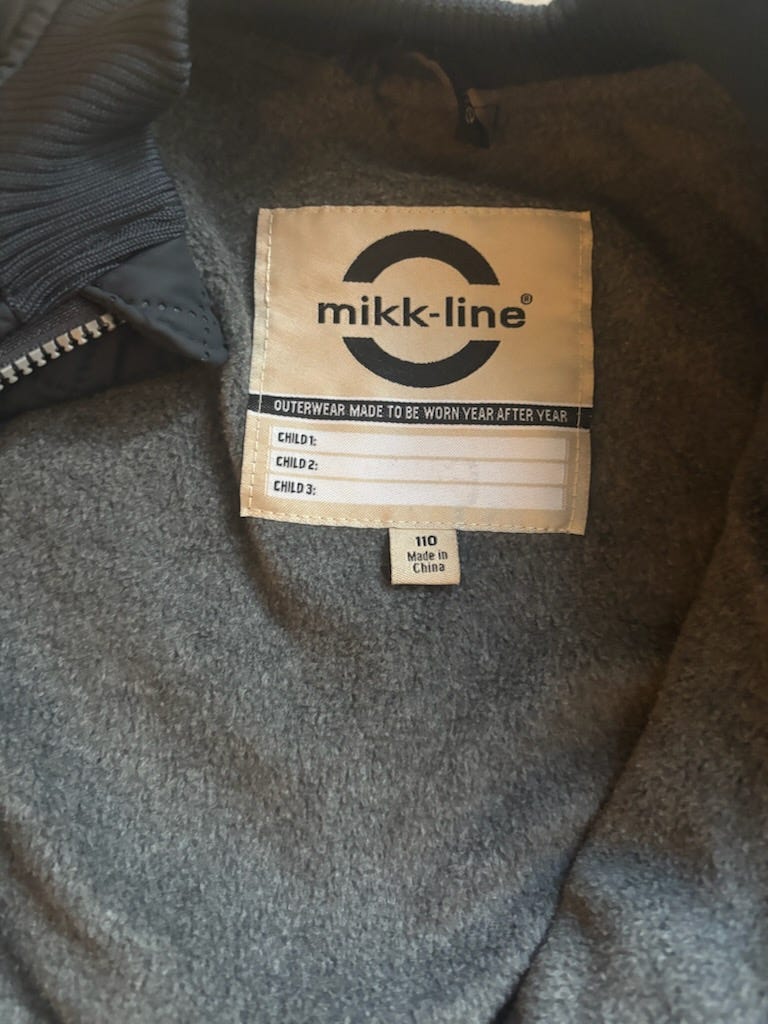 mikk-line®
OUTERWEAR MADE TO BE WORN YEAR AFTER YEAR
CHILD 1:
CHILD 2:
CHILD 3:
110
Made in
China